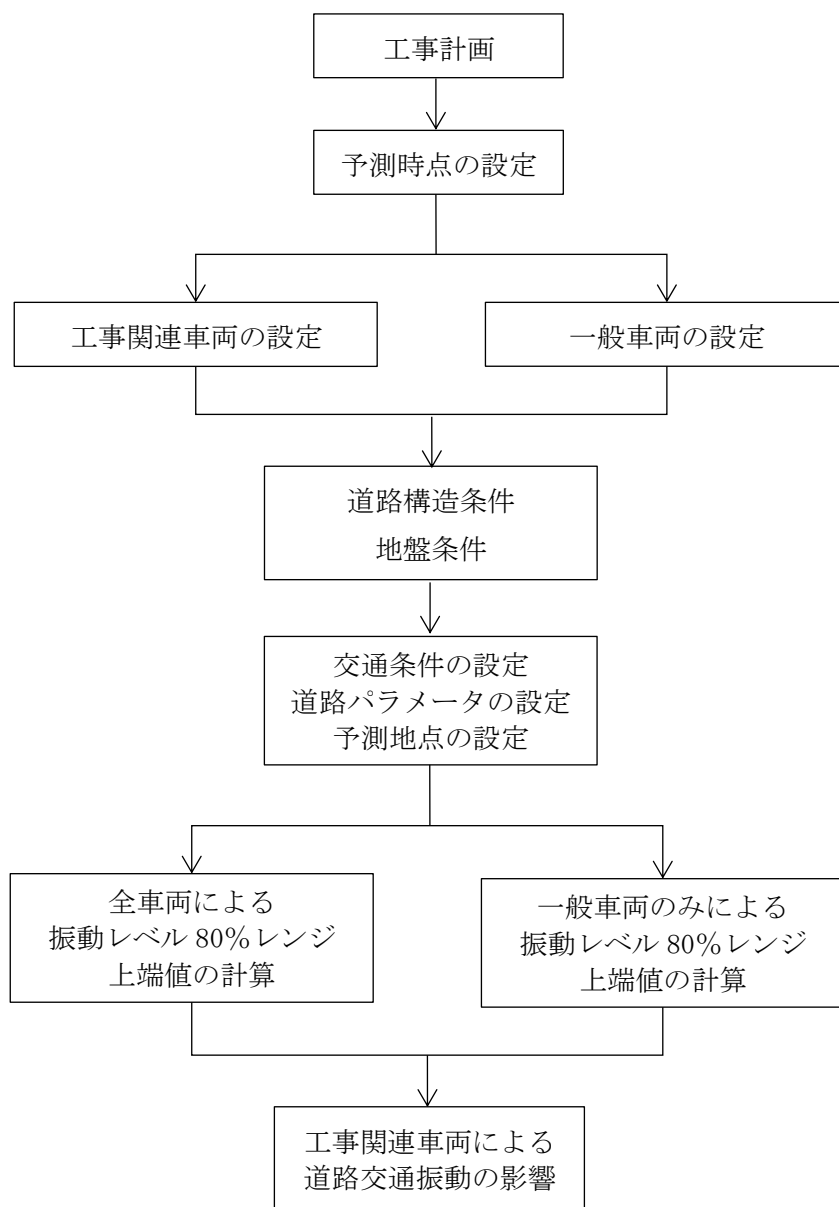 工事計画
予測時点の設定
工事関連車両の設定
一般車両の設定
道路構造条件
地盤条件
交通条件の設定
道路パラメータの設定
予測地点の設定
全車両による
振動レベル 80%レンジ
上端値の計算
一般車両のみによる
振動レベル 80%レンジ
上端値の計算
工事関連車両による
道路交通振動の影響